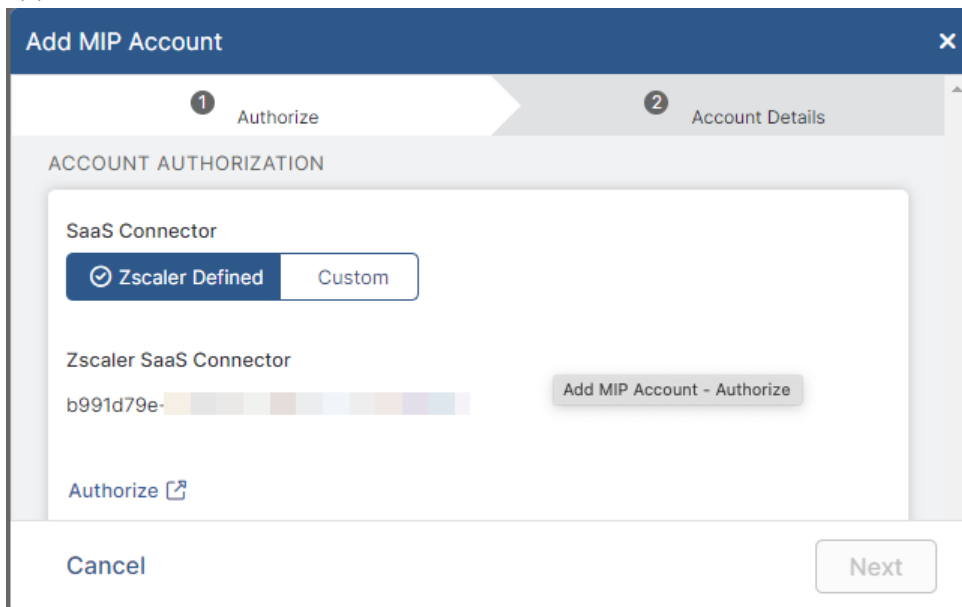 Add MIP Account
1 Authorize
2 Account Details
ACCOUNT AUTHORIZATION
SaaS Connector
Zscaler Defined Custom
Zscaler SaaS Connector
Add MIP Account - Authorize
b991d79e-
Authorize
Cancel Next